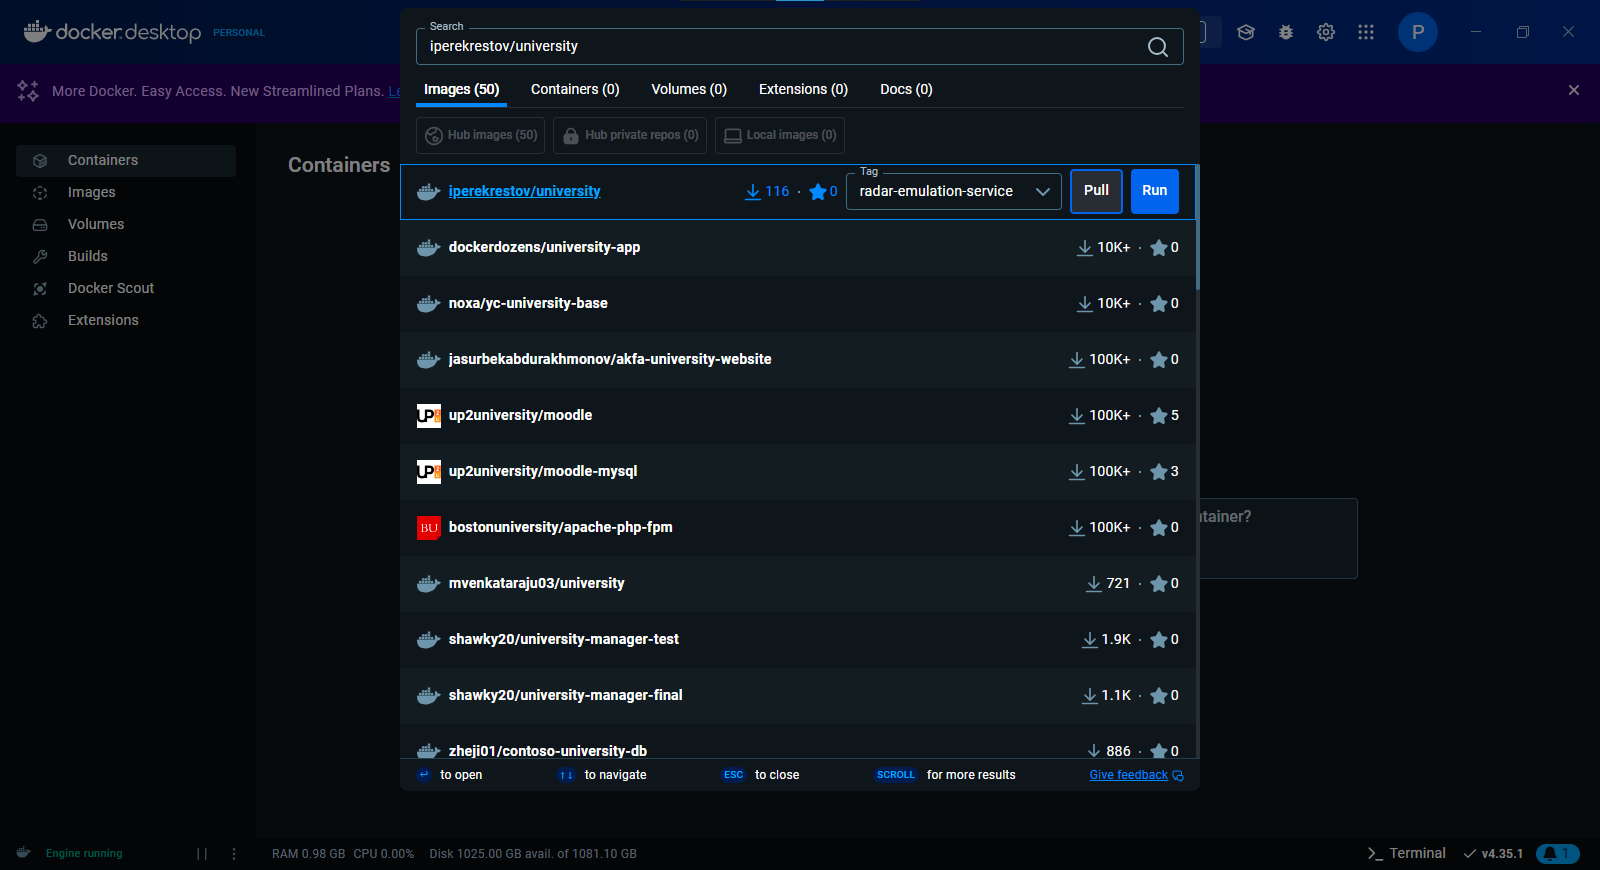 docker.desktop PERSONAL
P
More Docker. Easy Access. New Streamlined Plans. Le
Containers
Images
Volumes
Builds
Docker Scout
Extensions
Containers
Search
iperekrestov/university
Images (50)
Containers (0)
Volumes (0)
Extensions (0)
Docs (0)
Hub images (50)
Hub private repos (0)
Local images (0)
iperekrestov/university 116 · 0 Tag radar-emulation-service Pull Run
dockerdozens/university-app 10K+ · 0
noxa/yc-university-base 10K+ · 0
jasurbekabdurakhmonov/akfa-university-website 100K+ · 0
UP up2university/moodle 100K+ · 5
UP up2university/moodle-mysql 100K+ · 3
BU bostonuniversity/apache-php-fpm 100K+ · 0
mvenkataraju03/university 721 · 0
shawky20/university-manager-test 1.9K · 0
shawky20/university-manager-final 1.1K · 0
zheji01/contoso-university-db 886 · 0
tainer?
to open
↑↓ to navigate
ESC to close
SCROLL for more results
Give feedback
Engine running
RAM 0.98 GB CPU 0.00% Disk 1025.00 GB avail. of 1081.10 GB
Terminal
v4.35.1
1